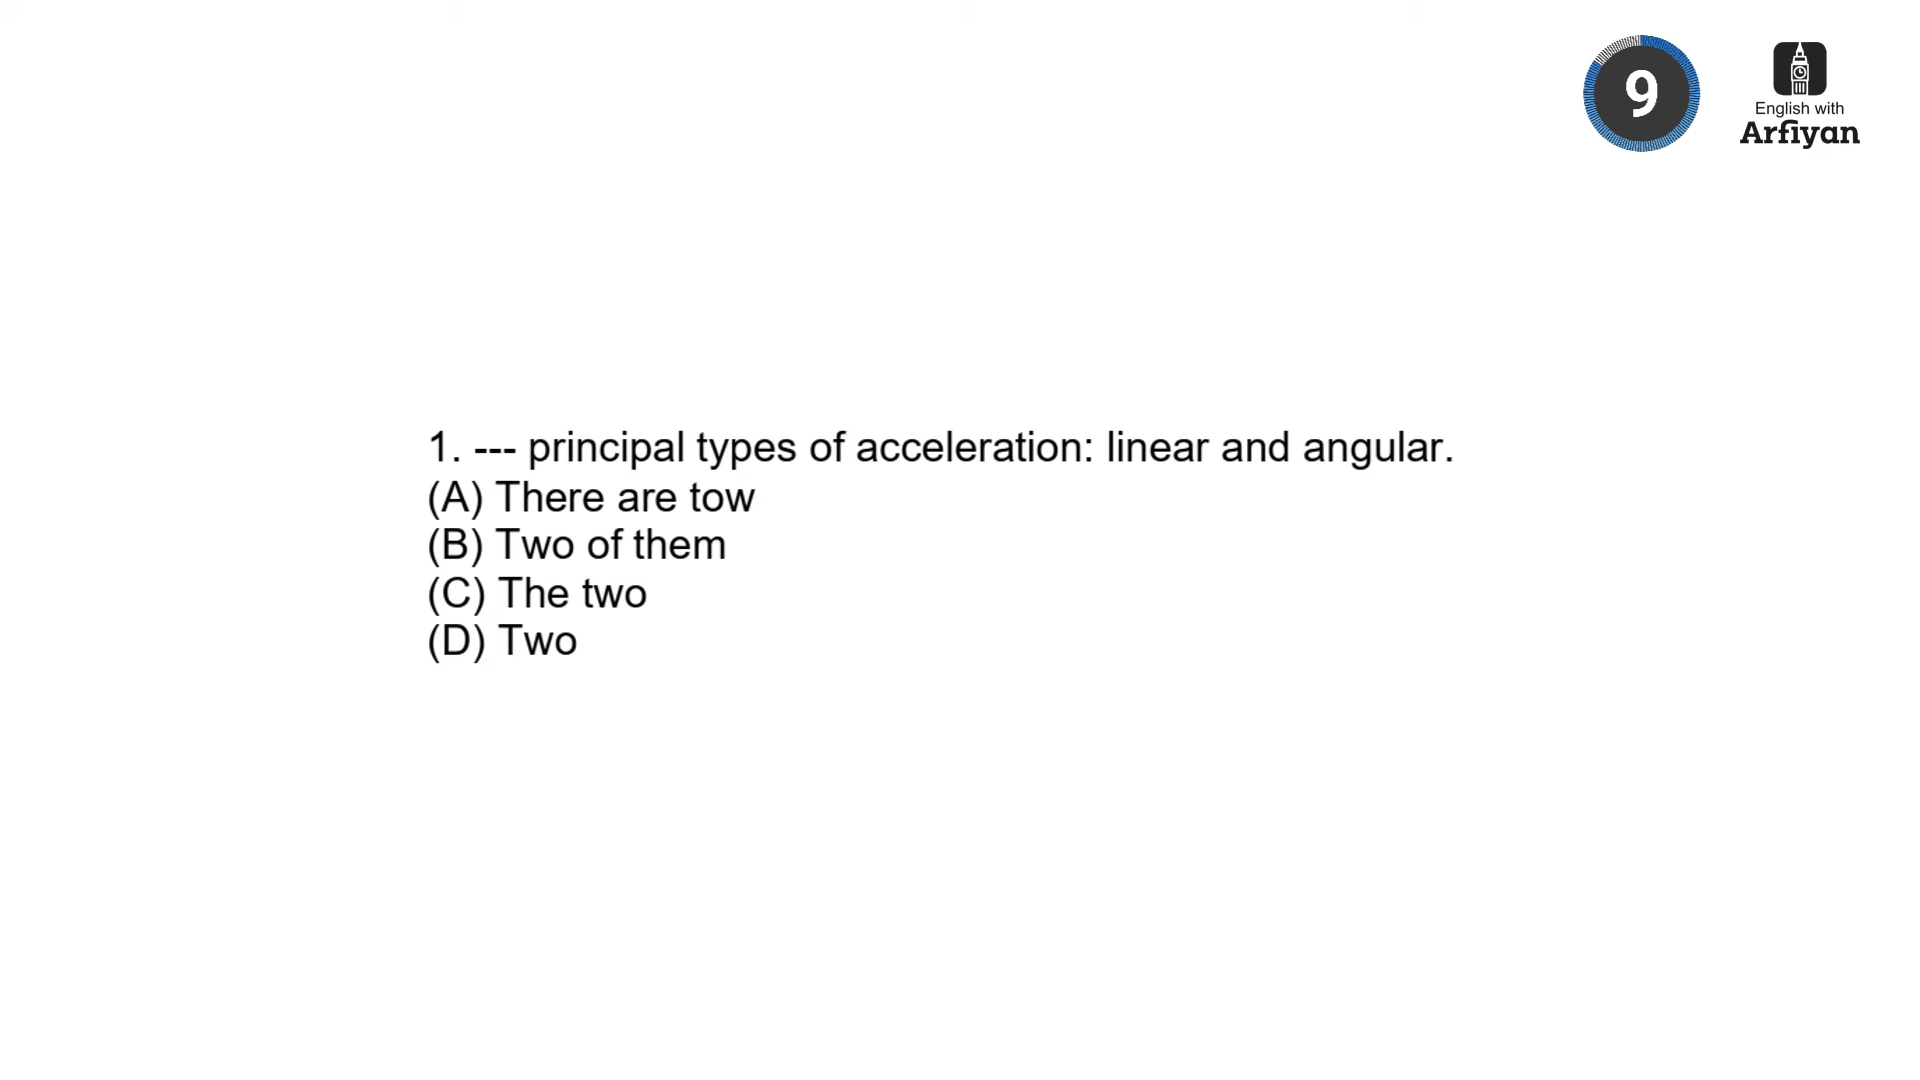 9
English with
Arfiyan
1. --- principal types of acceleration: linear and angular.
(A) There are tow
(B) Two of them
(C) The two
(D) Two